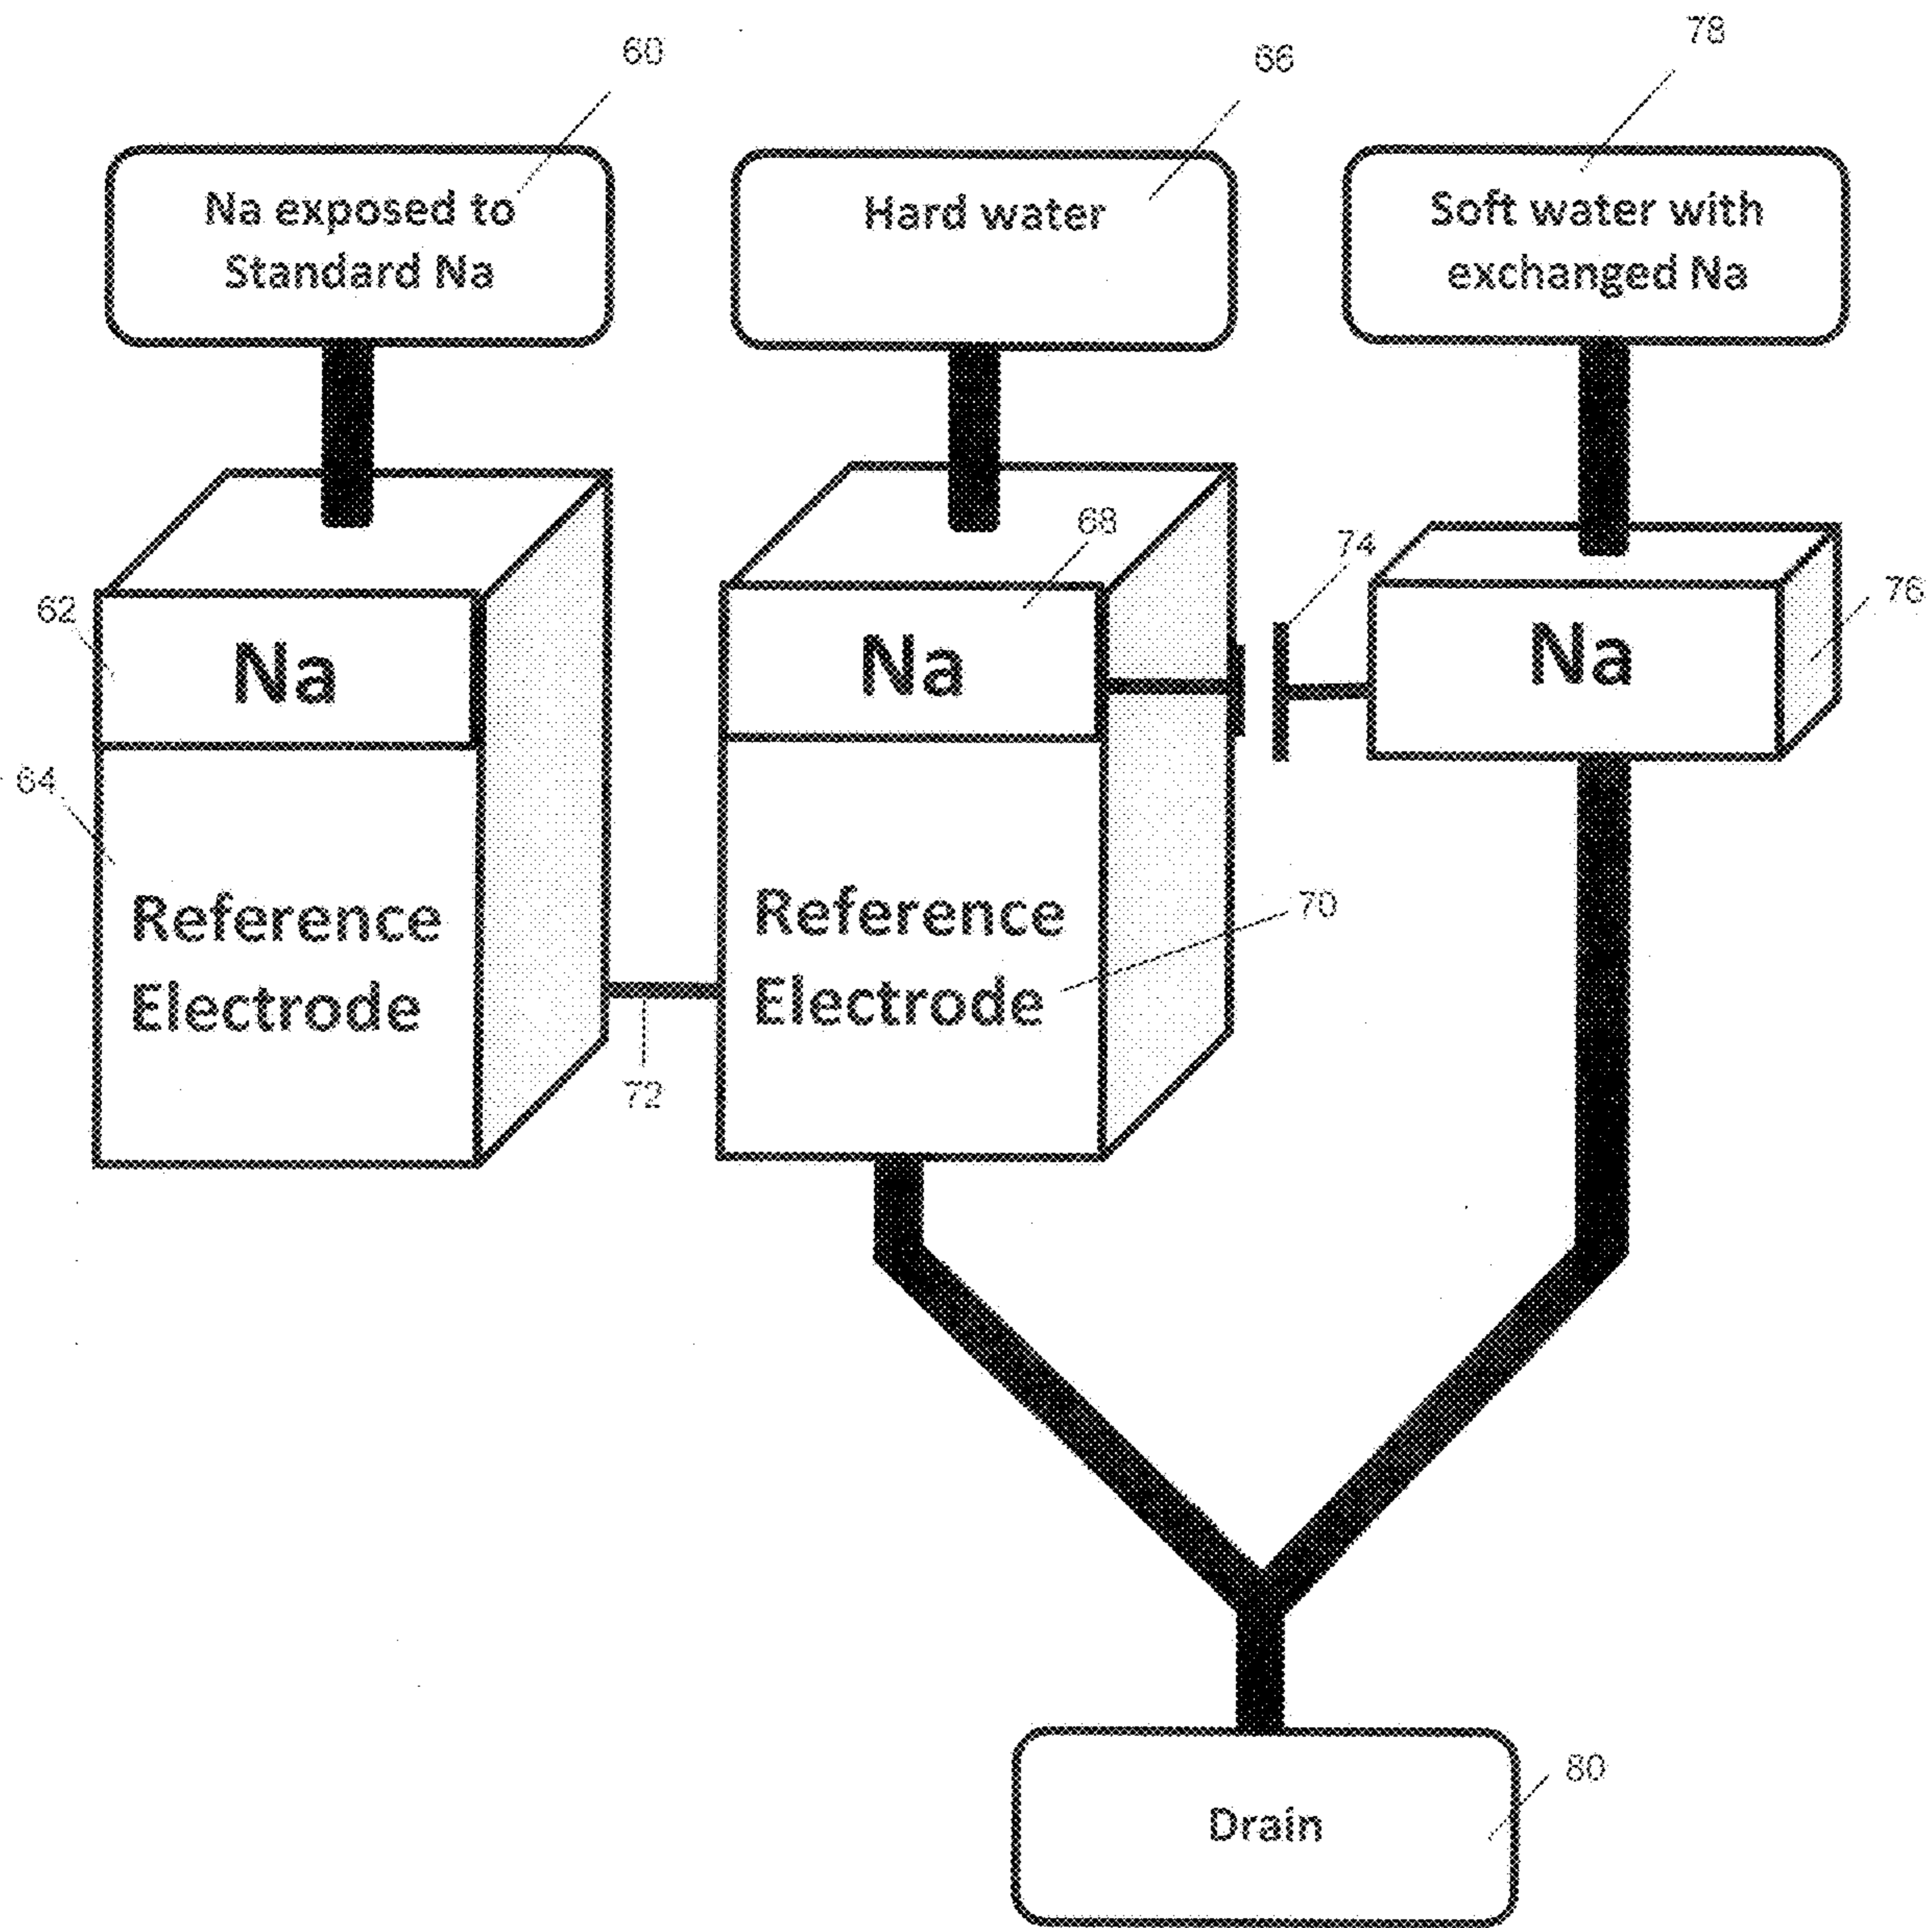 60
66
78
Na exposed to
Standard Na
Hard water
Soft water with
exchanged Na
68
74
76
62
Na
Na
Na
64
Reference
Electrode
Reference
Electrode
70
72
80
Drain